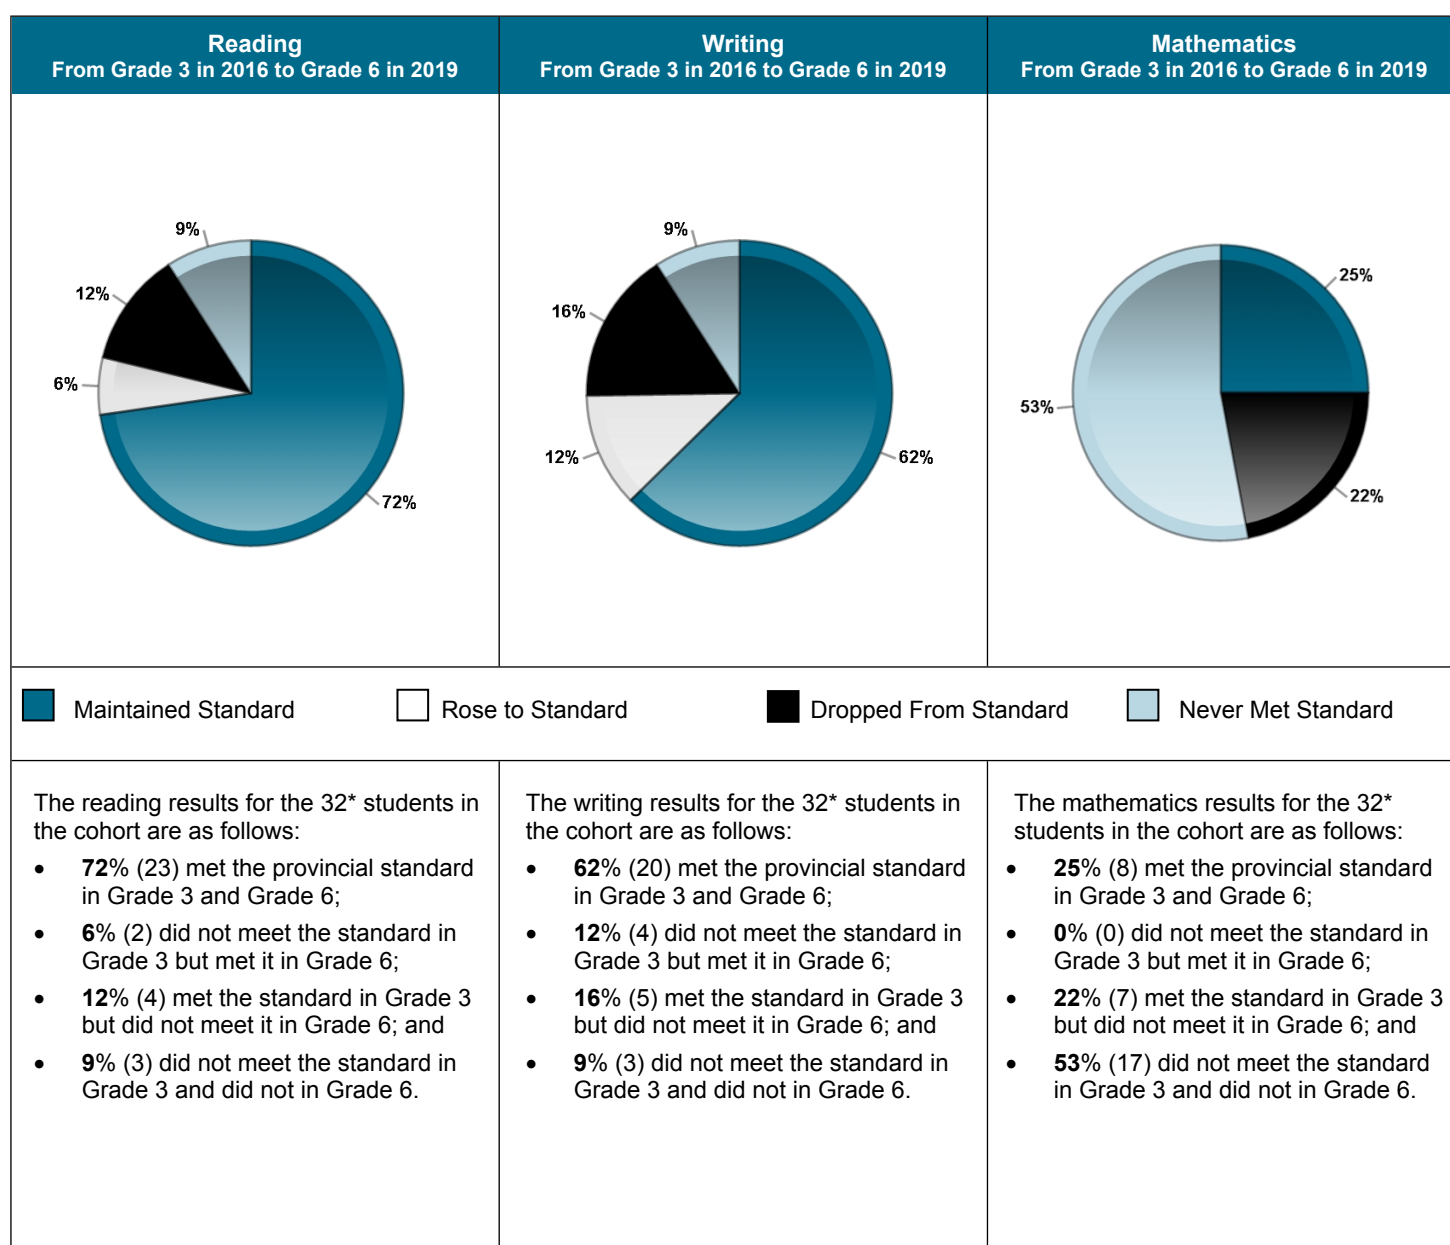 Reading
From Grade 3 in 2016 to Grade 6 in 2019
Writing
From Grade 3 in 2016 to Grade 6 in 2019
Mathematics
From Grade 3 in 2016 to Grade 6 in 2019
9%
12%
6%
72%
9%
16%
12%
62%
25%
53%
22%
Maintained Standard
Rose to Standard
Dropped From Standard
Never Met Standard
The reading results for the 32* students in
the cohort are as follows:
• 72% (23) met the provincial standard
in Grade 3 and Grade 6;
• 6% (2) did not meet the standard in
Grade 3 but met it in Grade 6;
• 12% (4) met the standard in Grade 3
but did not meet it in Grade 6; and
• 9% (3) did not meet the standard in
Grade 3 and did not in Grade 6.
The writing results for the 32* students in
the cohort are as follows:
• 62% (20) met the provincial standard
in Grade 3 and Grade 6;
• 12% (4) did not meet the standard in
Grade 3 but met it in Grade 6;
• 16% (5) met the standard in Grade 3
but did not meet it in Grade 6; and
• 9% (3) did not meet the standard in
Grade 3 and did not in Grade 6.
The mathematics results for the 32*
students in the cohort are as follows:
• 25% (8) met the provincial standard
in Grade 3 and Grade 6;
• 0% (0) did not meet the standard in
Grade 3 but met it in Grade 6;
• 22% (7) met the standard in Grade 3
but did not meet it in Grade 6; and
• 53% (17) did not meet the standard
in Grade 3 and did not in Grade 6.